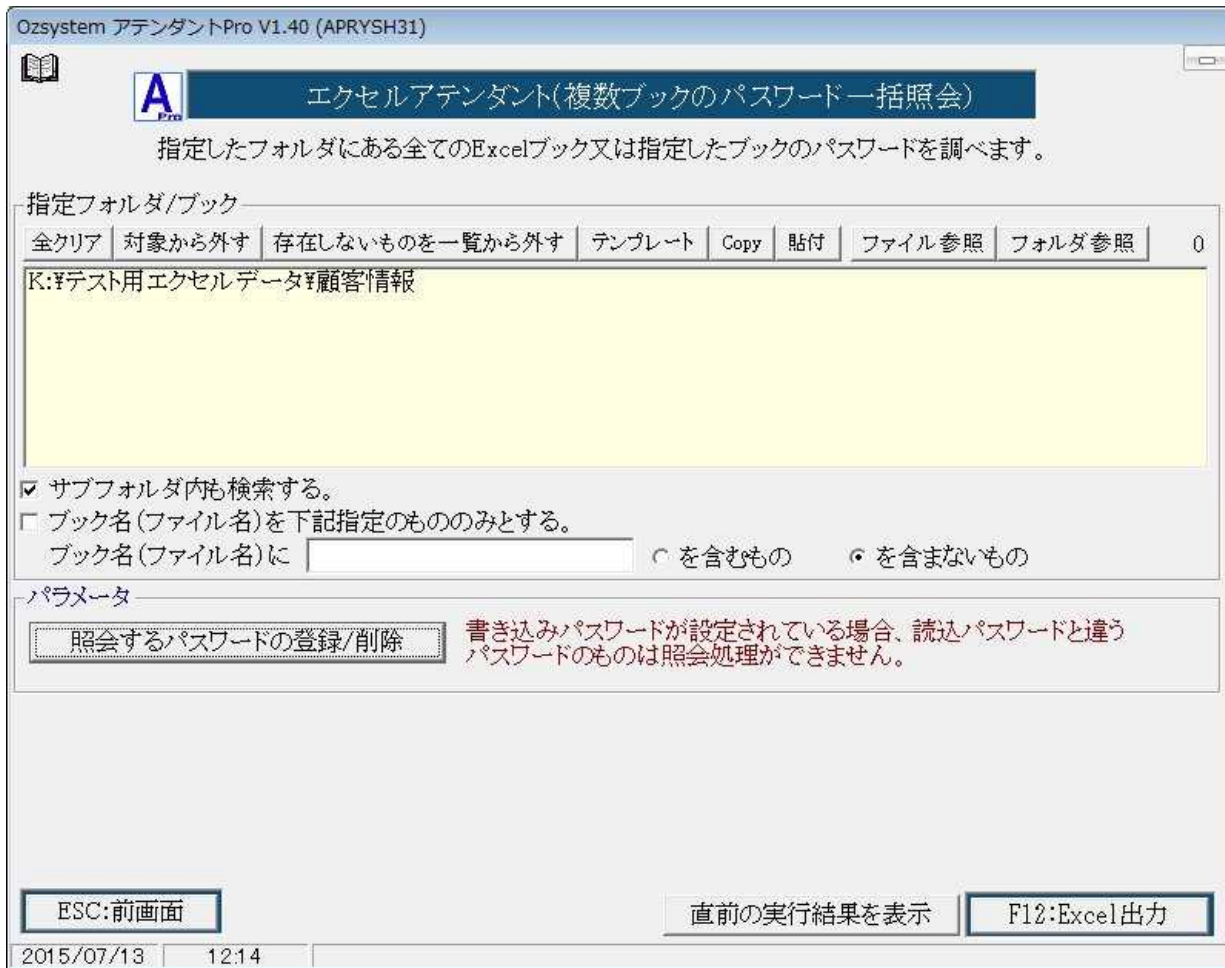 Ozsystem アテンダントPro V1.40 (APRYSH31)
A Pro エクセルアテンダント(複数ブックのパスワード一括照会)
指定したフォルダにある全てのExcelブック又は指定したブックのパスワードを調べます。
指定フォルダ/ブック
全クリア 対象から外す 存在しないものを一覧から外す テンプレート Copy 貼付 ファイル参照 フォルダ参照 0
K:¥テスト用エクセルデータ¥顧客情報
サブフォルダ内も検索する。
ブック名(ファイル名)を下記指定のもののみとする。
ブック名(ファイル名)に を含むもの を含まないもの
パラメータ
照会するパスワードの登録/削除 書き込みパスワードが設定されている場合、読込パスワードと違う
パスワードのものは照会処理ができません。
ESC:前画面 直前の実行結果を表示 F12:Excel出力
2015/07/13 12:14